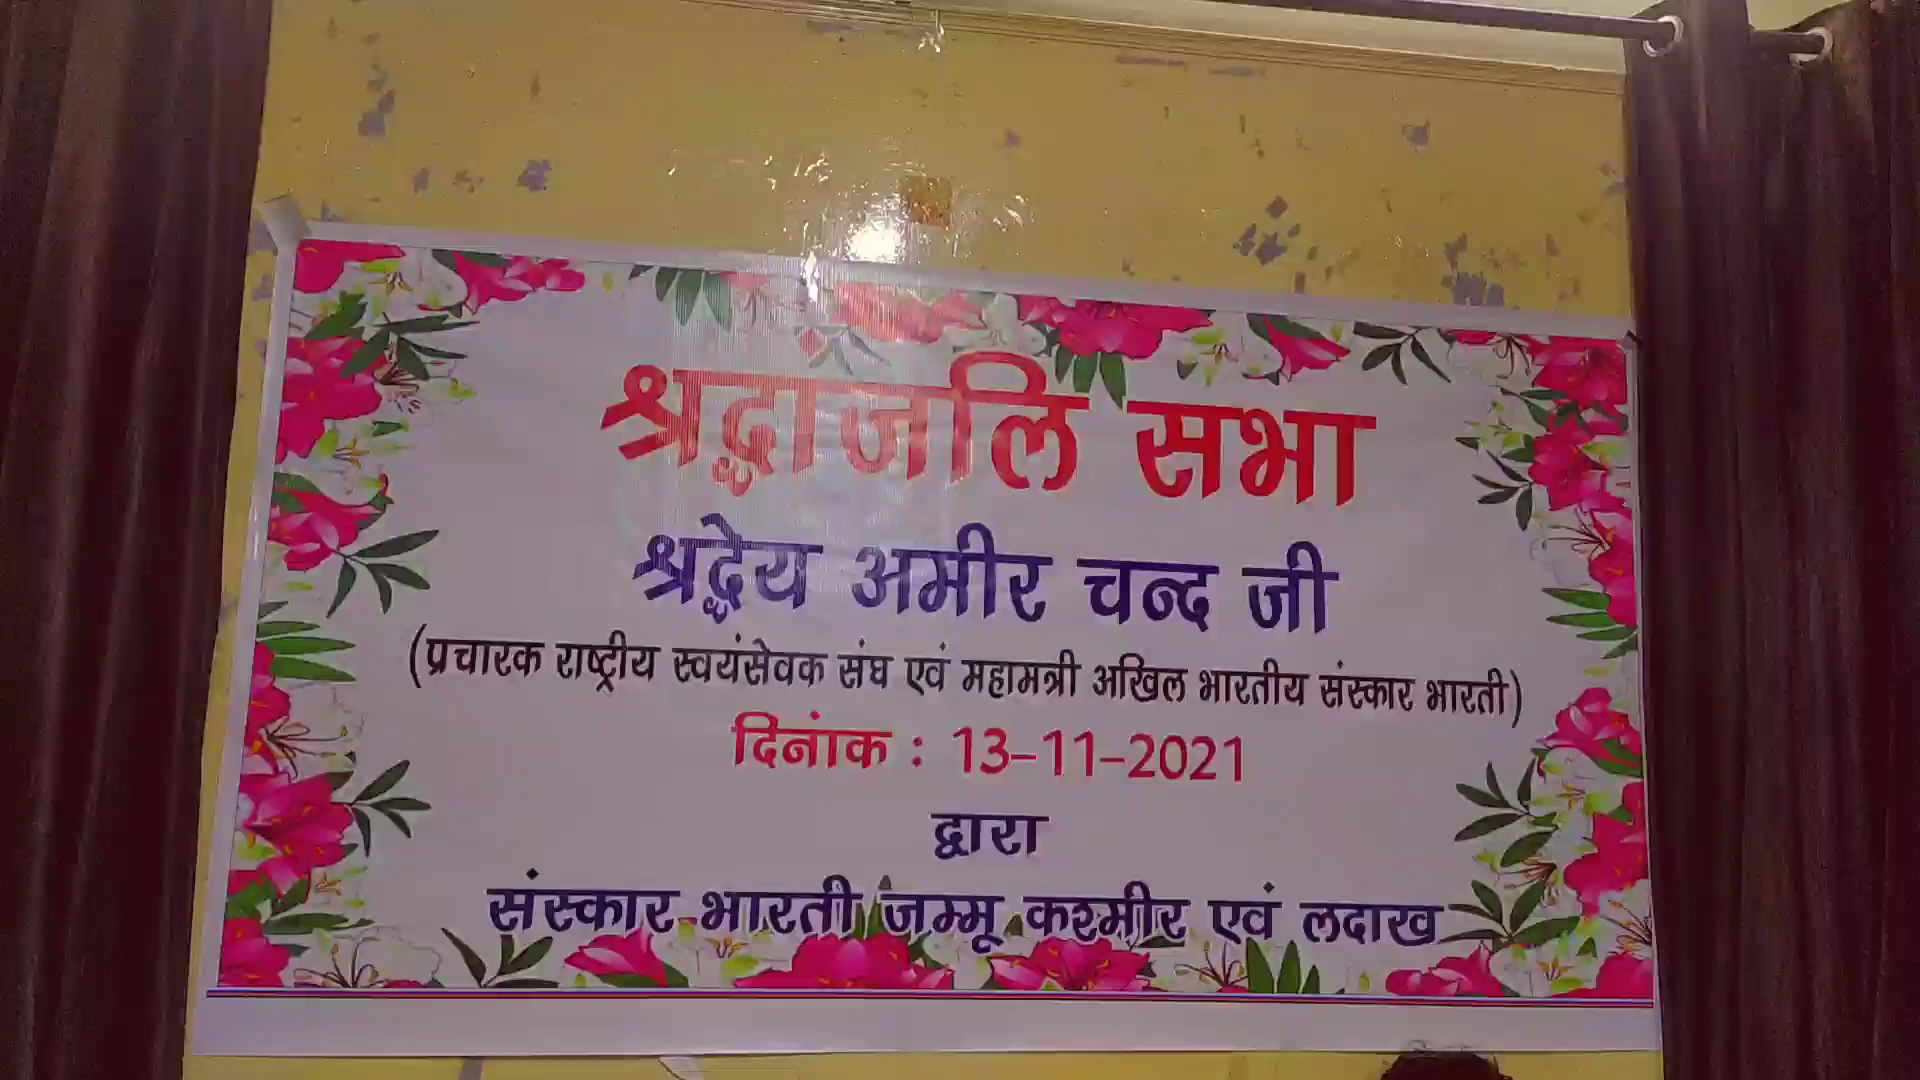 श्रद्धांजलि सभा
श्रद्धेय अमीर चन्द जी
(प्रचारक राष्ट्रीय स्वयंसेवक संघ एवं महामत्री अखिल भारतीय संस्कार भारती)
दिनांक : 13-11-2021
द्वारा
संस्कार भारती जम्मू कश्मीर एवं लदाख